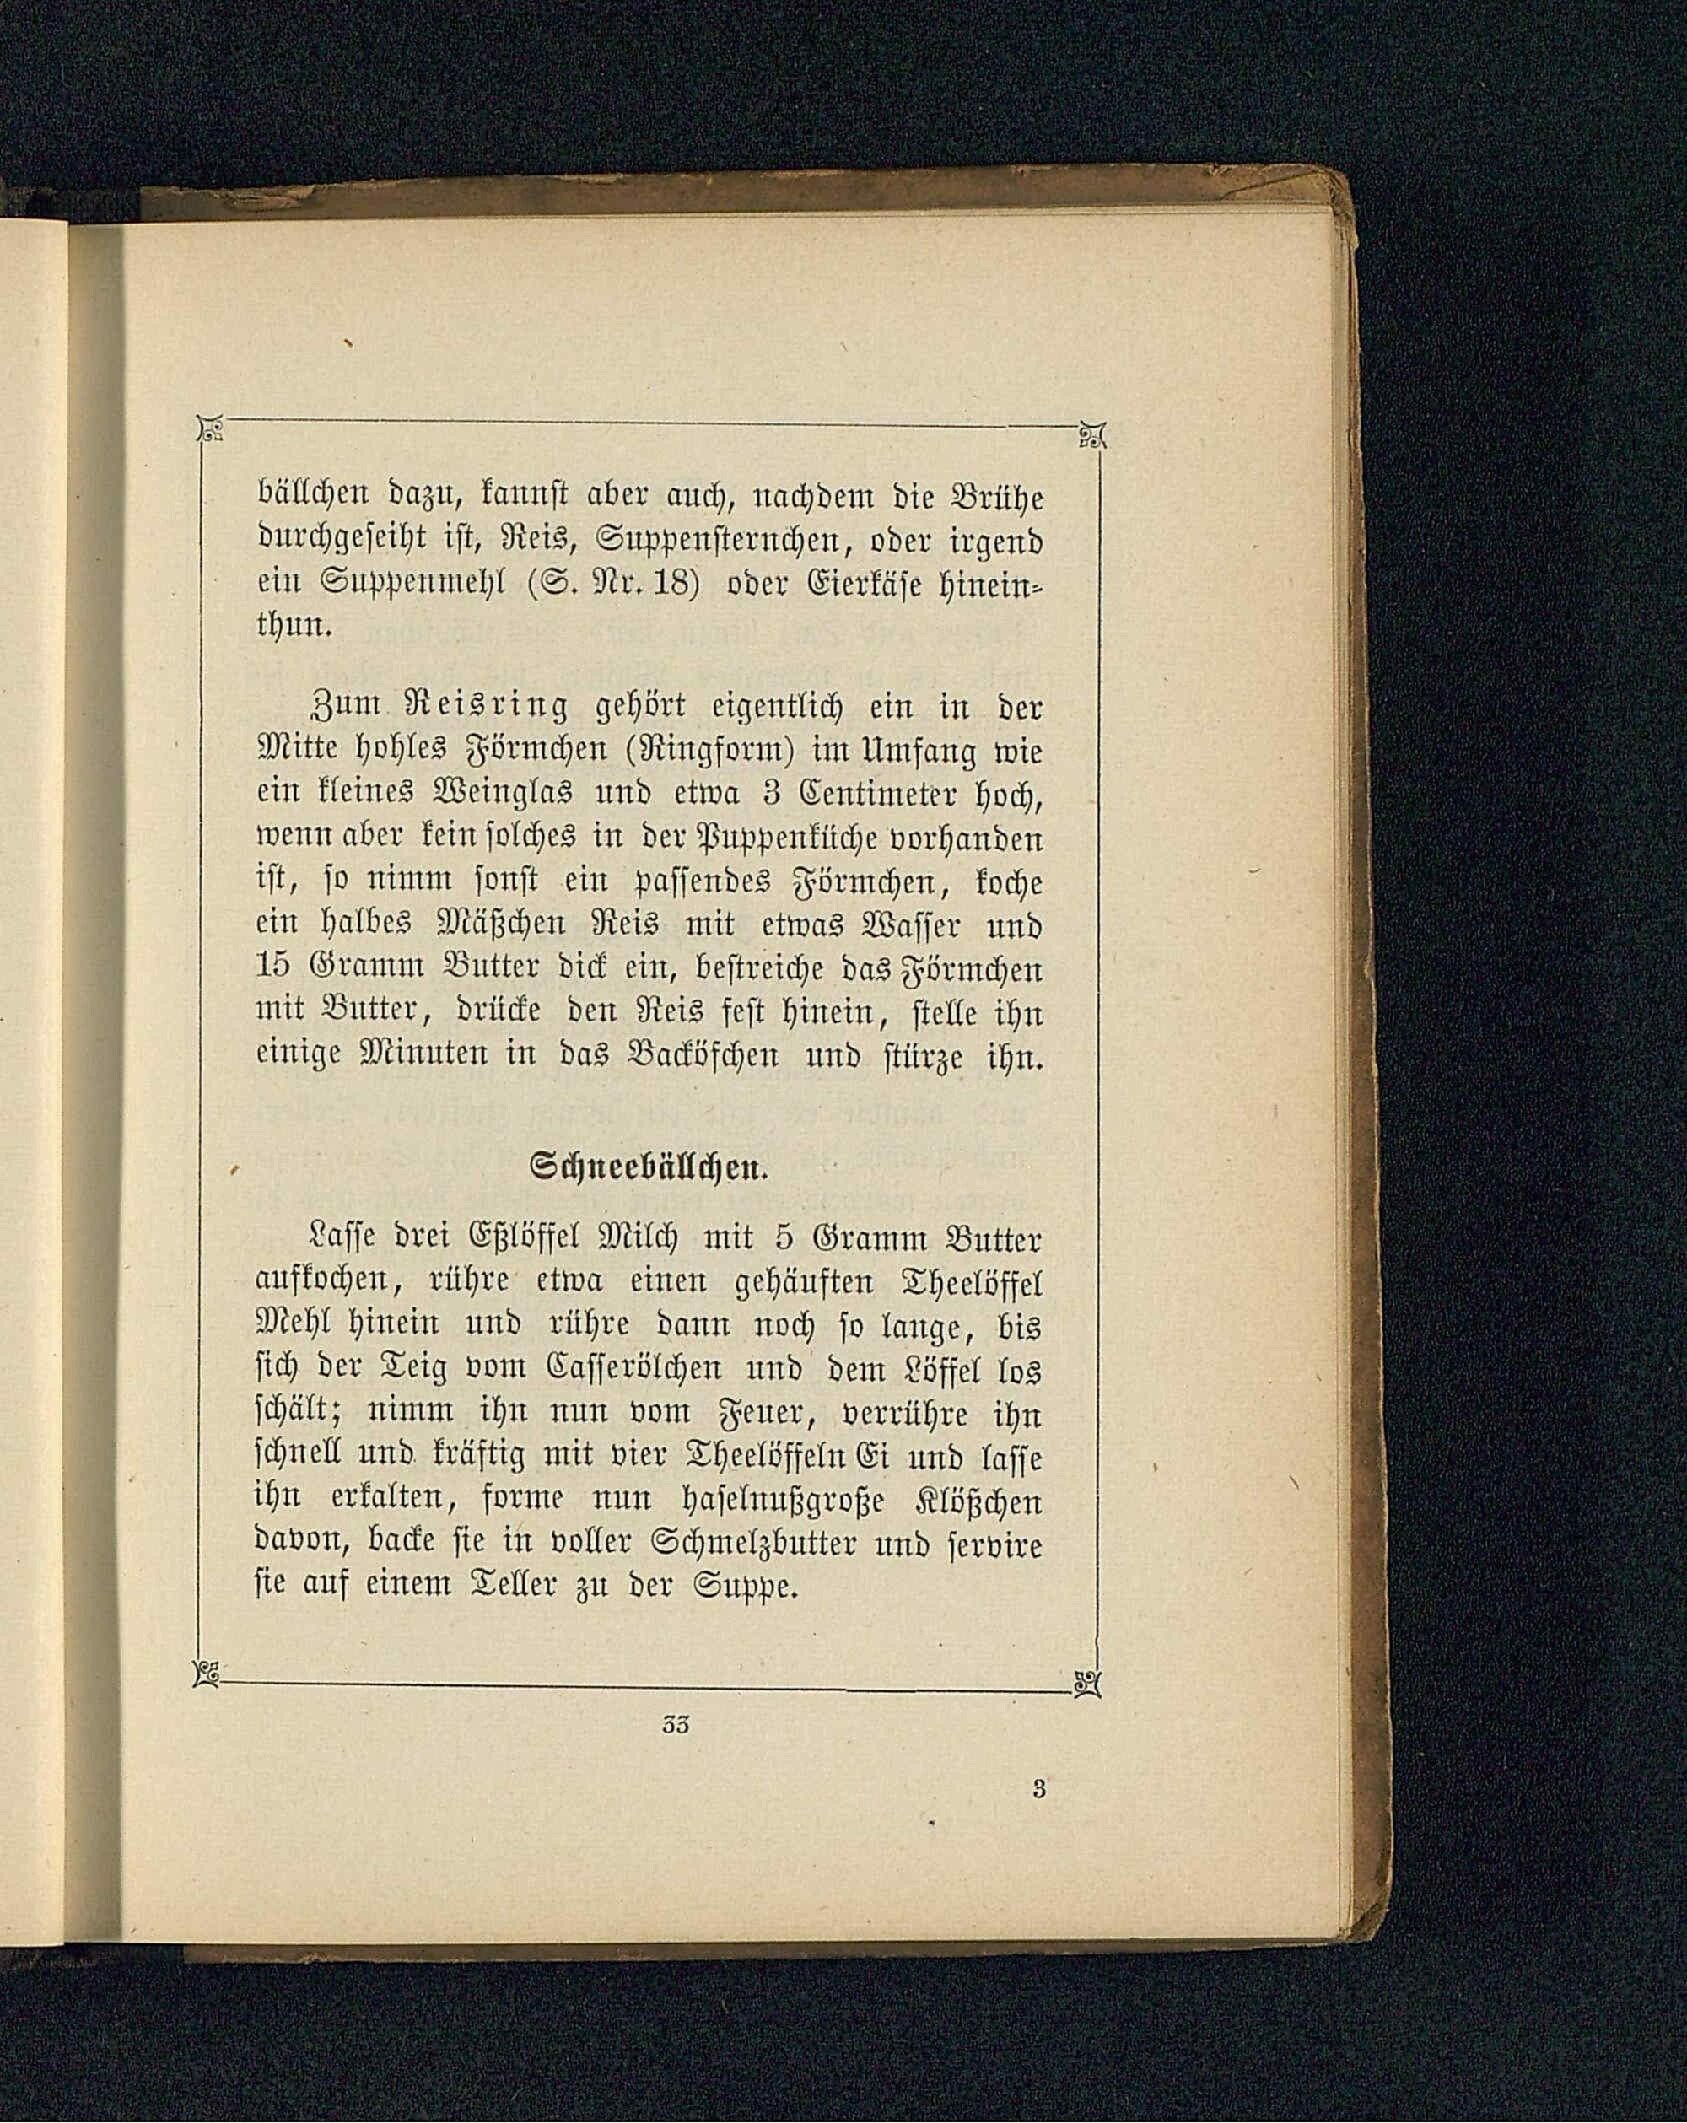 bällchen dazu, kannst aber auch, nachdem die Brühe
durchgeseiht ist, Reis, Suppensternchen, oder irgend
ein Suppenmehl (S. Nr. 18) oder Eierkäse hinein-
thun.
Zum Reisring gehört eigentlich ein in der
Mitte hohles Förmchen (Ringform) im Umfang wie
ein kleines Weinglas und etwa 3 Centimeter hoch,
wenn aber kein solches in der Puppenküche vorhanden
ist, so nimm sonst ein passendes Förmchen, koche
ein halbes Mäßchen Reis mit etwas Wasser und
15 Gramm Butter dick ein, bestreiche das Förmchen
mit Butter, drücke den Reis fest hinein, stelle ihn
einige Minuten in das Backöfchen und stürze ihn.
Schneebällchen.
Lasse drei Eßlöffel Milch mit 5 Gramm Butter
aufkochen, rühre etwa einen gehäuften Theelöffel
Mehl hinein und rühre dann noch so lange, bis
sich der Teig vom Casserölchen und dem Löffel los
schält; nimm ihn nun vom Feuer, verrühre ihn
schnell und kräftig mit vier Theelöffeln Ei und lasse
ihn erkalten, forme nun haselnußgroße Klößchen
davon, backe sie in voller Schmelzbutter und servire
sie auf einem Teller zu der Suppe.
33
3